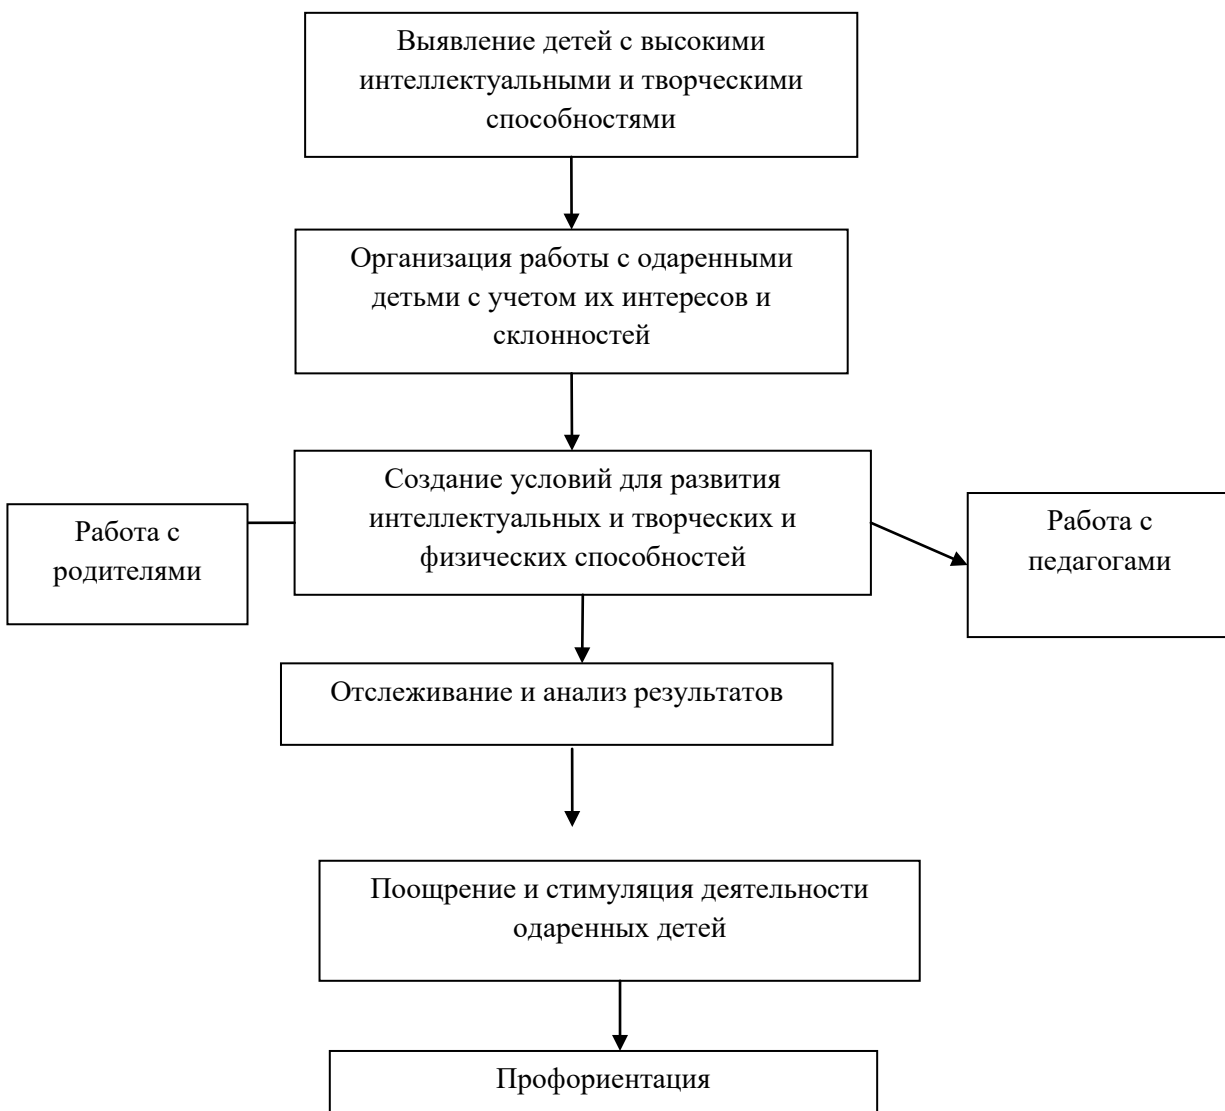 Выявление детей с высокими
интеллектуальными и творческими
способностями
Организация работы с одаренными
детьми с учетом их интересов и
склонностей
Создание условий для развития
интеллектуальных и творческих и
физических способностей
Работа с
родителями
Работа с
педагогами
Отслеживание и анализ результатов
Поощрение и стимуляция деятельности
одаренных детей
Профориентация